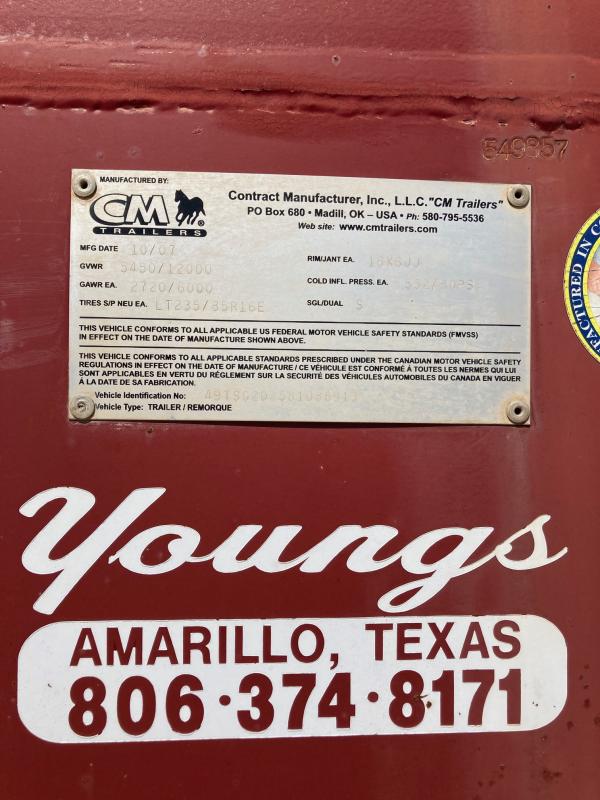 549857
MANUFACTURED BY:
CM
TRAILERS
®
Contract Manufacturer, Inc., L.L.C."CM Trailers"
PO Box 680 • Madill, OK – USA • Ph: 580-795-5536
Web site: www.cmtrailers.com
MFG DATE 10/07
GVWR 5450/12000
GAWR EA. 2720/6000
TIRES S/P NEU EA. LT235/85R16E
RIM/JANT EA. 16X6JJ
COLD INFL. PRESS. EA.
SGL/DUAL S
THIS VEHICLE CONFORMS TO ALL APPLICABLE US FEDERAL MOTOR VEHICLE SAFETY STANDARDS (FMVSS)
IN EFFECT ON THE DATE OF MANUFACTURE SHOWN ABOVE.
THIS VEHICLE CONFORMS TO ALL APPLICABLE STANDARDS PRESCRIBED UNDER THE CANADIAN MOTOR VEHICLE SAFETY
REGULATIONS IN EFFECT ON THE DATE OF MANUFACTURE / CE VÉHICULE EST CONFORMÉ À TOUTES LES NERMES QUI LUI
SONT APPLICABLES EN VERTU DU RÉGLEMENT SUR LA SECURITÉ DES VÉHICULES AUTOMOBILES DU CANADA EN VIGUER
Á LA DATE DE SA FABRICATION.
Vehicle Identification No:
Vehicle Type: TRAILER / REMORQUE
Youngs
AMARILLO, TEXAS
806·374·8171